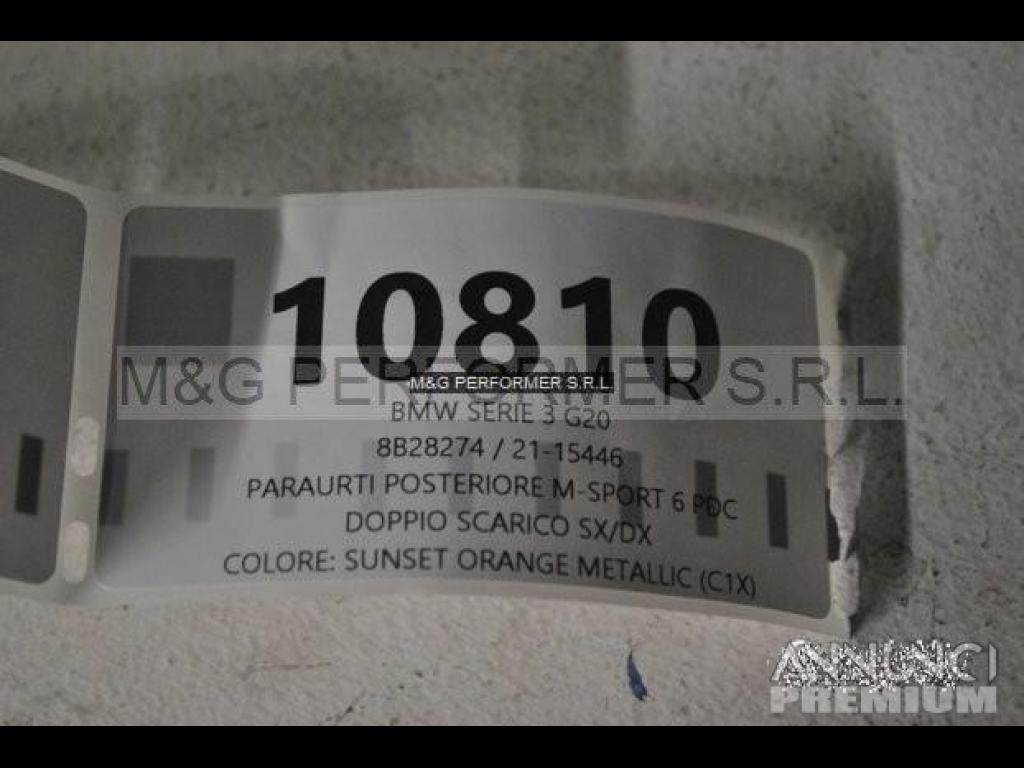 10810
M&G PERFORMER S.R.L.
M&G PERFORMER S.R.L.
BMW SERIE 3 G20
8B28274 / 21-15446
PARAURTI POSTERIORE M-SPORT 6 PDC
DOPPIO SCARICO SX/DX
COLORE: SUNSET ORANGE METALLIC (C1X)
ANNUNCI
PREMIUM